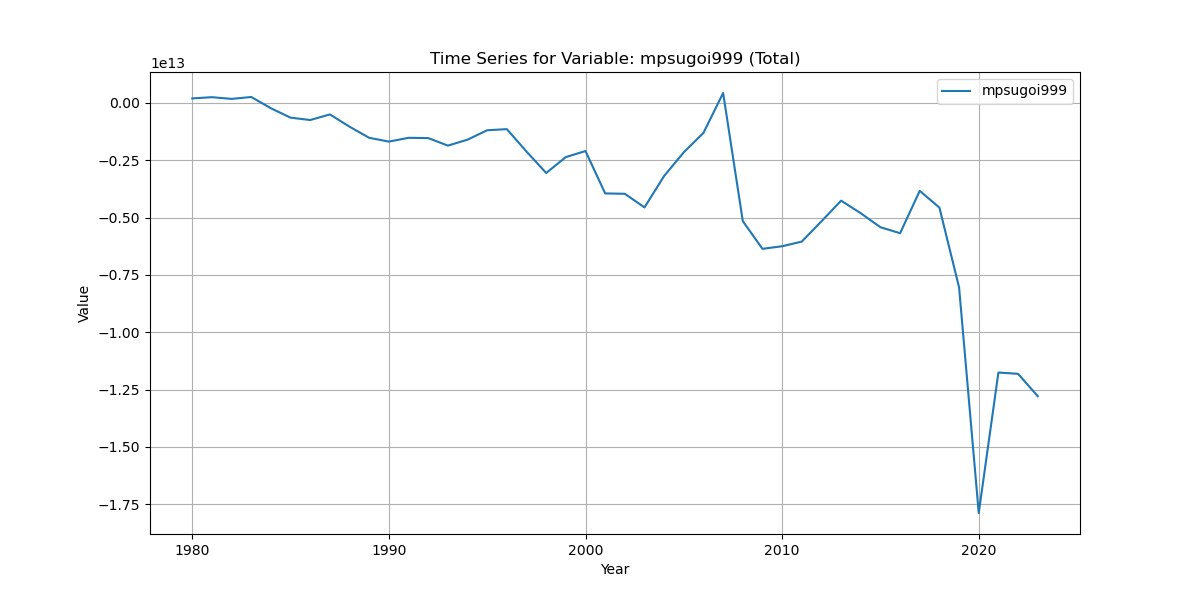 Time Series for Variable: mpsugoi999 (Total)
1e13
mpsugoi999
0.00
−0.25
−0.50
−0.75
−1.00
−1.25
−1.50
−1.75
Value
1980 1990 2000 2010 2020
Year